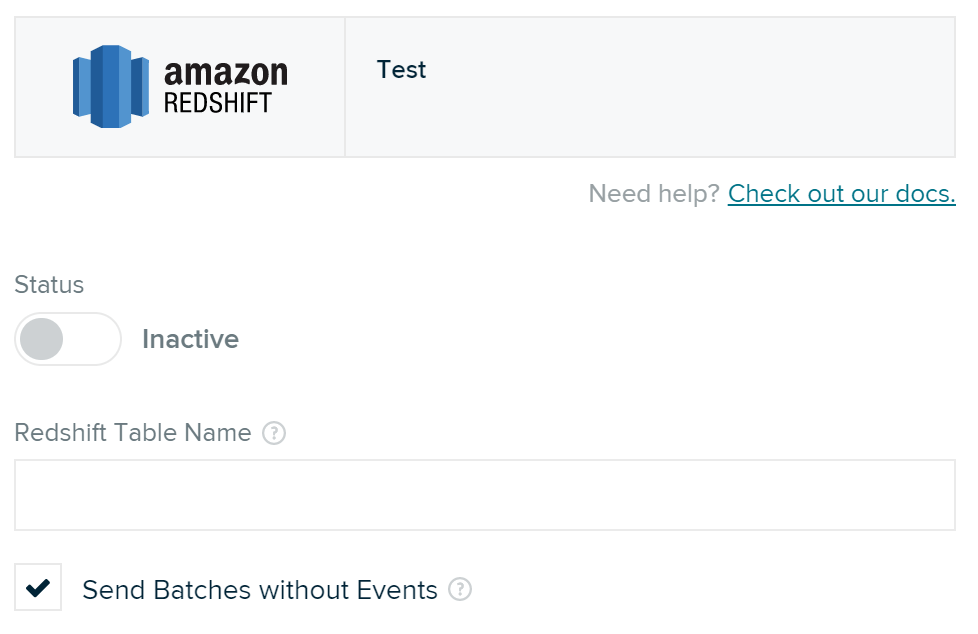 amazon
REDSHIFT
Test
Need help? Check out our docs.
Status
Inactive
Redshift Table Name ?
Send Batches without Events ?